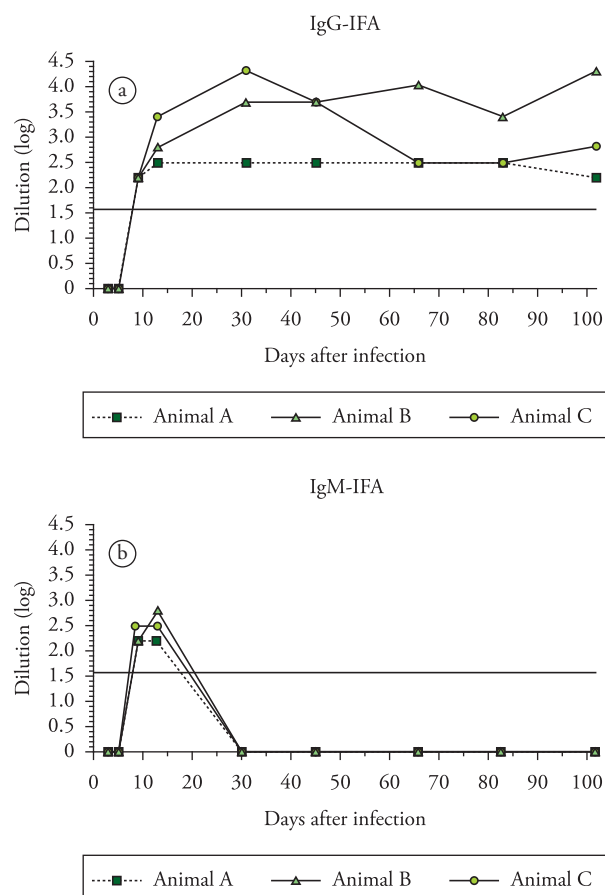 IgG-IFA
a
Dilution (log)
4.5
4.0
3.5
3.0
2.5
2.0
1.5
1.0
0.5
0
0 10 20 30 40 50 60 70 80 90 100
Days after infection
Animal A Animal B Animal C
IgM-IFA
b
Dilution (log)
4.5
4.0
3.5
3.0
2.5
2.0
1.5
1.0
0.5
0
0 10 20 30 40 50 60 70 80 90 100
Days after infection
Animal A Animal B Animal C